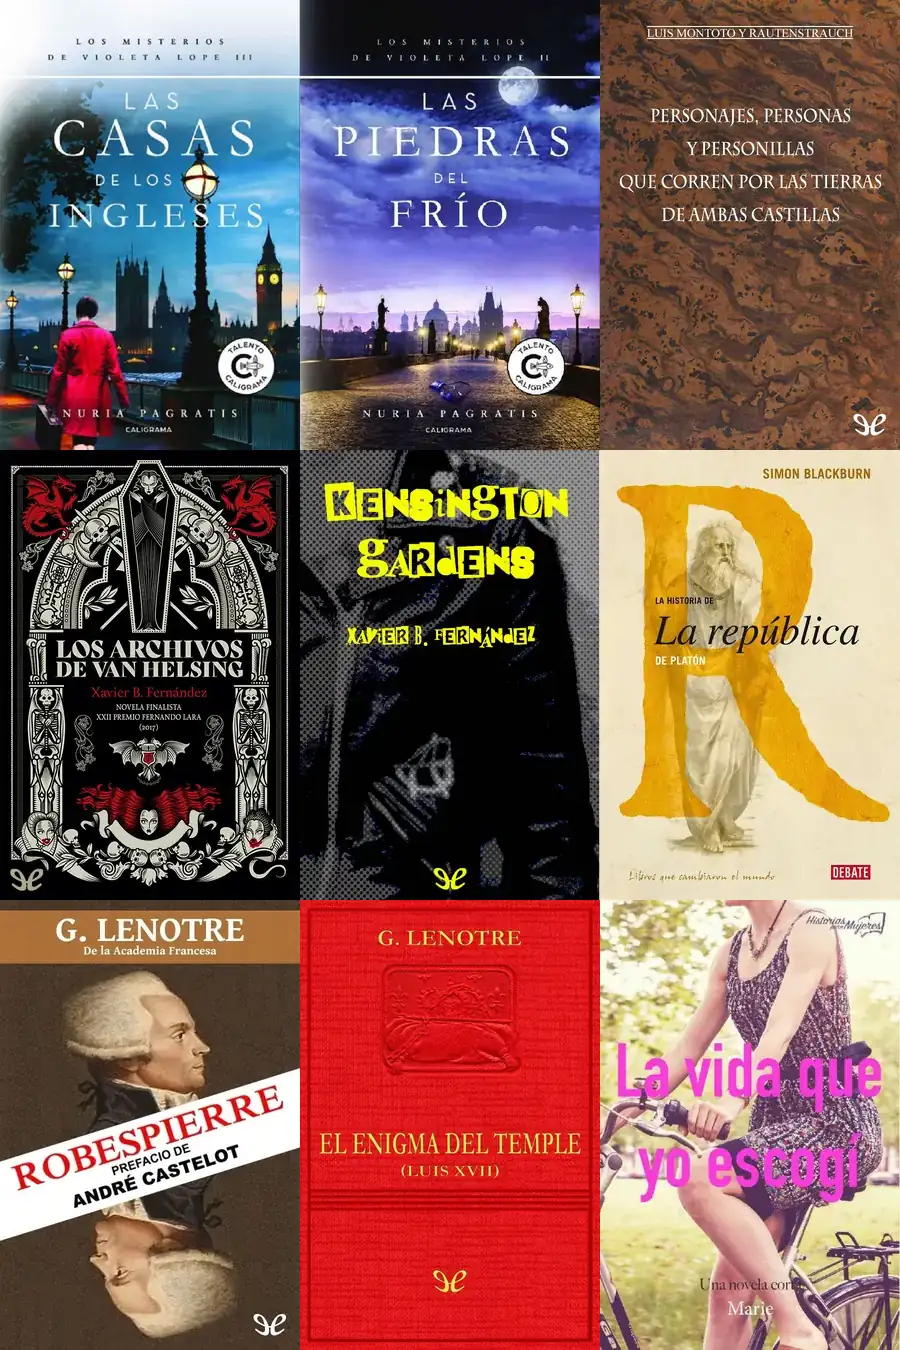 LOS MISTERIOS
DE VIOLETA LOPE III
LAS
CASAS
DE LOS
INGLESES
TALENTO
C
CALIGRAMA
NURIA PAGRATIS
CALIGRAMA
LOS MISTERIOS
DE VIOLETA LOPE II
LAS
PIEDRAS
DEL
FRÍO
TALENTO
C
CALIGRAMA
NURIA PAGRATIS
CALIGRAMA
LUIS MONTOTO Y RAUTENSTRAUCH
PERSONAJES, PERSONAS
Y PERSONILLAS
QUE CORREN POR LAS TIERRAS
DE AMBAS CASTILLAS
LOS ARCHIVOS
DE VAN HELSING
Xavier B. Fernández
NOVELA FINALISTA
XXII PREMIO FERNANDO LARA
(2017)
KENSiNGTON
gARdENS
XAViER B. FERNÁNdEZ
SIMON BLACKBURN
R
LA HISTORIA DE
La república
DE PLATÓN
Libros que cambiaron el mundo
DEBATE
G. LENOTRE
De la Academia Francesa
ROBESPIERRE
PREFACIO DE
ANDRÉ CASTELOT
G. LENOTRE
EL ENIGMA DEL TEMPLE
(LUIS XVII)
Historias
Mujeres
La vida que
yo escogí
Una novela corta
Marie